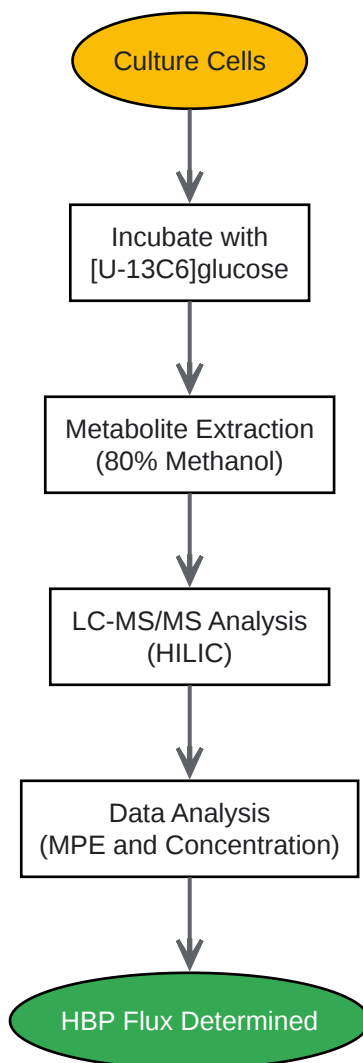 Culture Cells
Incubate with
[U-13C6]glucose
Metabolite Extraction
(80% Methanol)
LC-MS/MS Analysis
(HILIC)
Data Analysis
(MPE and Concentration)
HBP Flux Determined